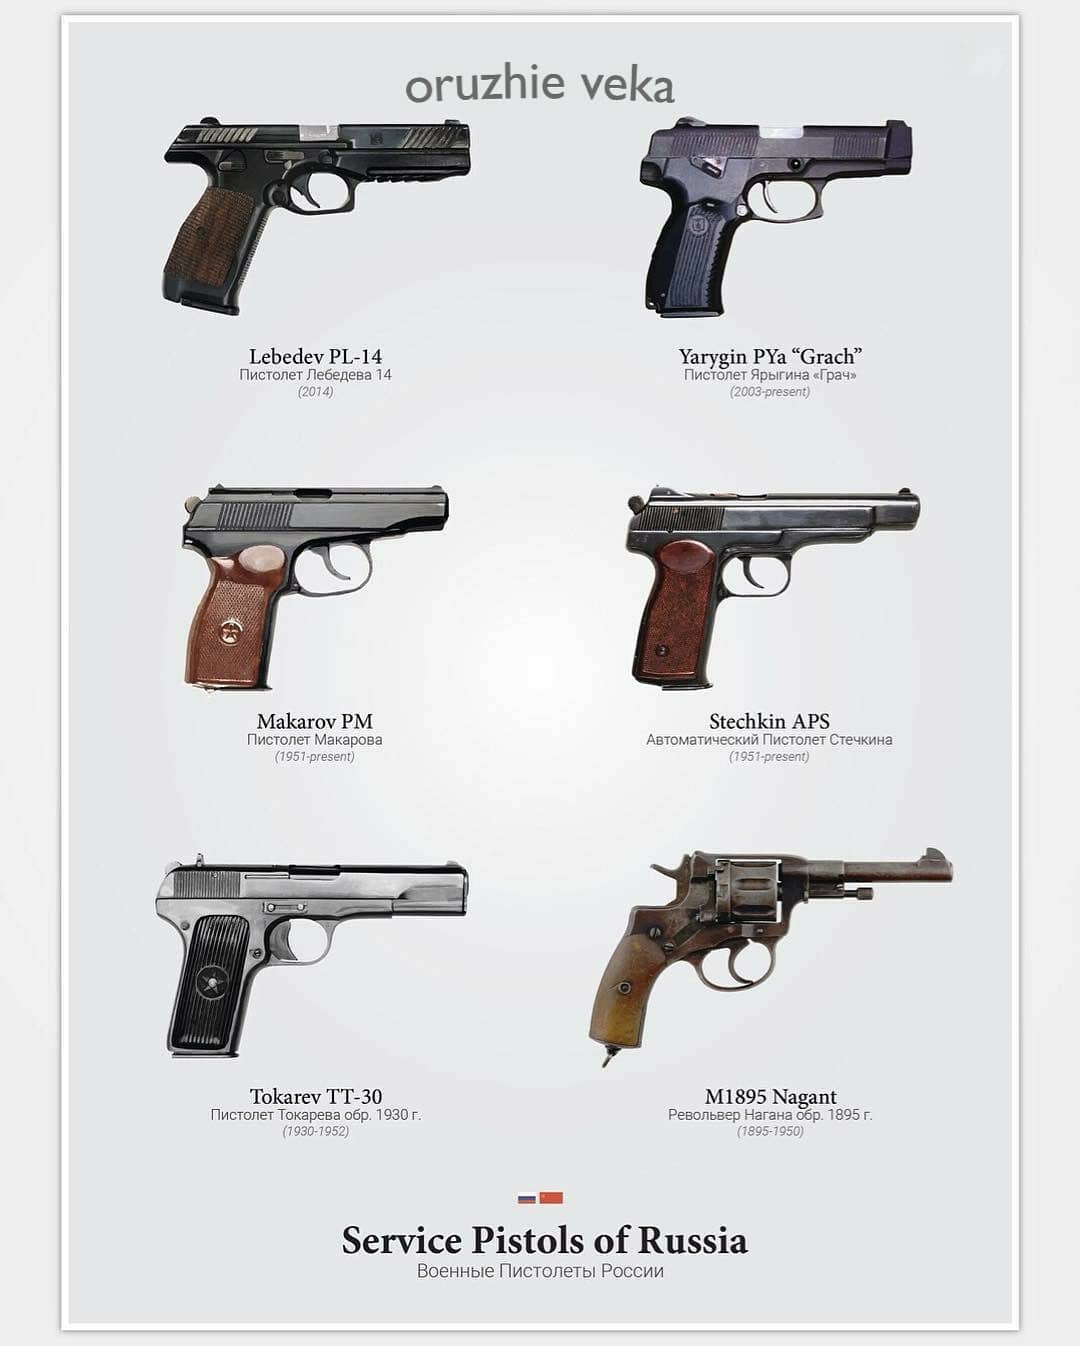 oruzhie veka
Lebedev PL-14
Пистолет Лебедева 14
(2014)
Yarygin PYa “Grach”
Пистолет Ярыгина «Грач»
(2003-present)
Makarov PM
Пистолет Макарова
(1951-present)
Stechkin APS
Автоматический Пистолет Стечкина
(1951-present)
Tokarev TT-30
Пистолет Токарева обр. 1930 г.
(1930-1952)
M1895 Nagant
Револьвер Нагана обр. 1895 г.
(1895-1950)
Service Pistols of Russia
Военные Пистолеты России